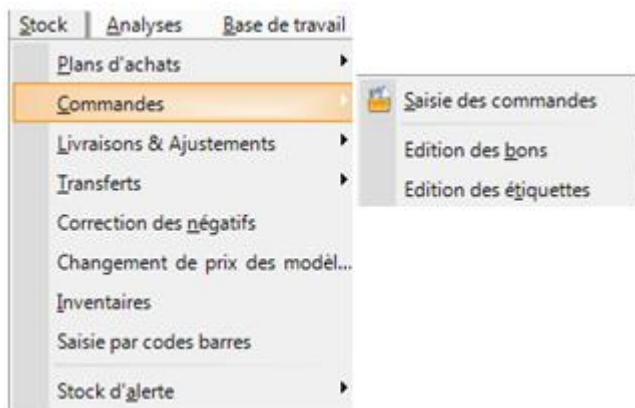 Stock Analyses Base de travail
Plans d'achats
Commandes
Livraisons & Ajustements
Transferts
Correction des négatifs
Changement de prix des modèl...
Inventaires
Saisie par codes barres
Stock d'alerte
Saisie des commandes
Edition des bons
Edition des étiquettes